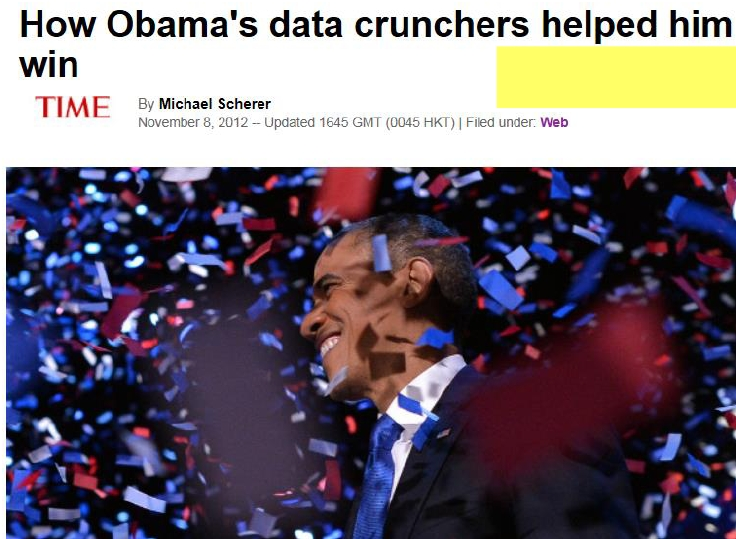 How Obama's data crunchers helped him
win
TIME
By Michael Scherer
November 8, 2012 -- Updated 1645 GMT (0045 HKT) | Filed under: Web